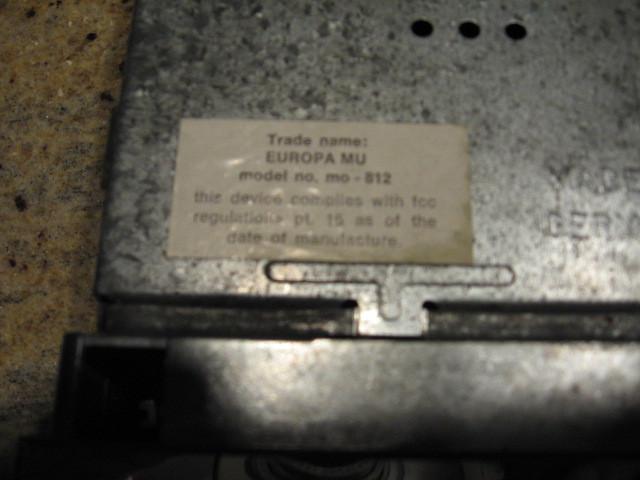 Trade name:
EUROPA MU
model no. mo - 812
this device complies with fcc
regulations pt. 15 as of the
date of manufacture.
MADE